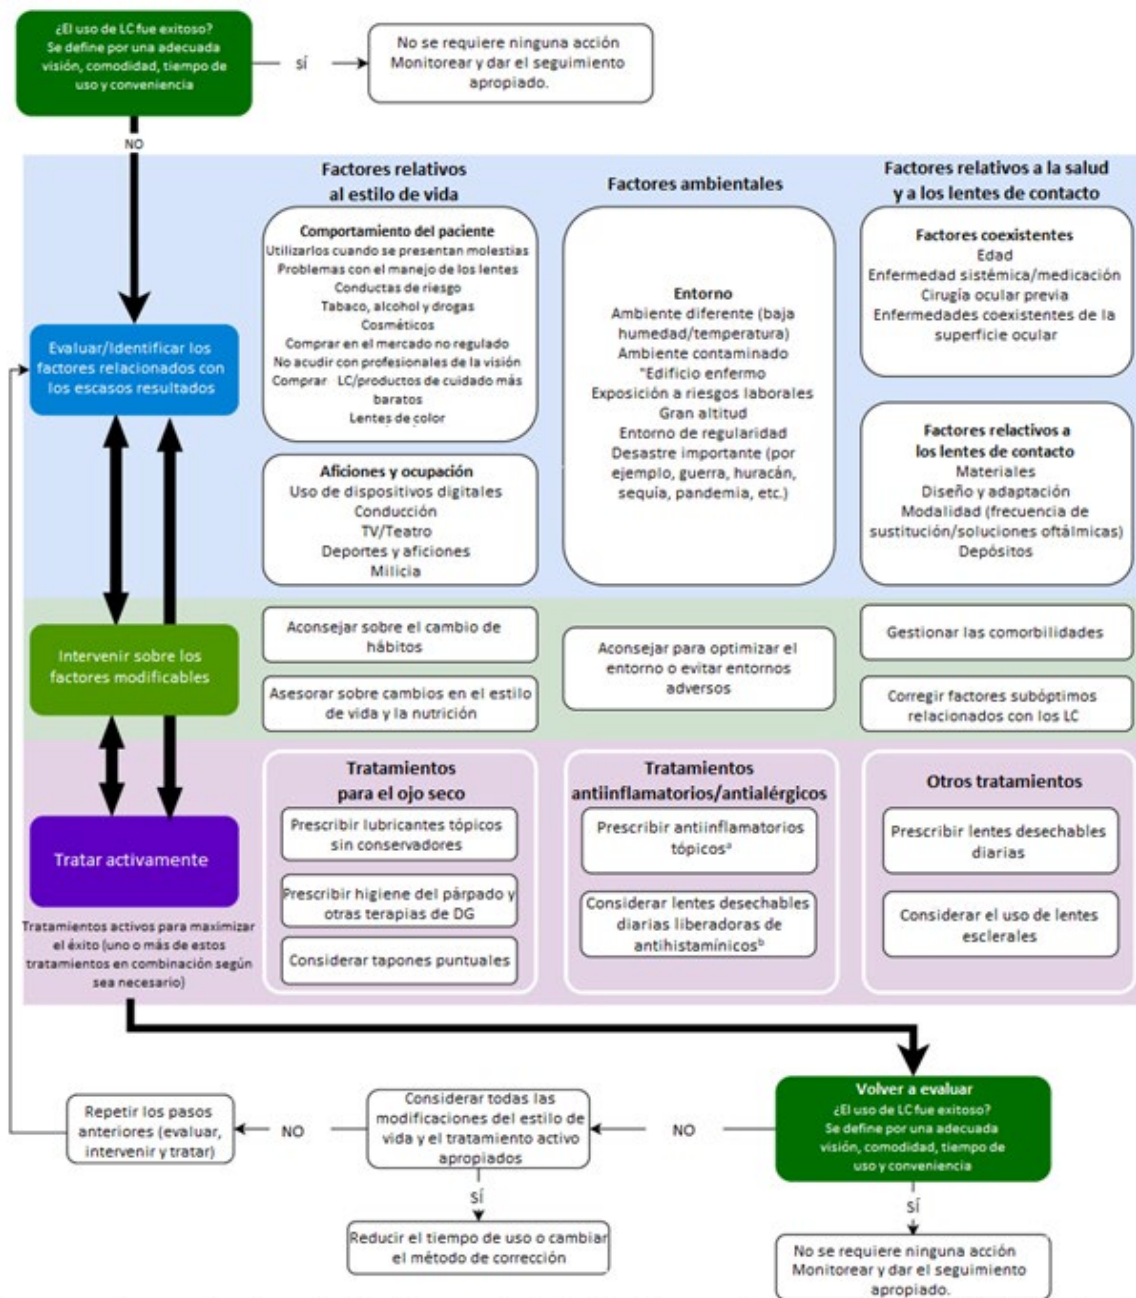 ¿El uso de LC fue exitoso?
Se define por una adecuada
visión, comodidad, tiempo de
uso y conveniencia
SÍ
No se requiere ninguna acción
Monitorear y dar el seguimiento
apropiado.
NO
Factores relativos
al estilo de vida
Factores ambientales
Factores relativos a la salud
y a los lentes de contacto
Evaluar/Identificar los
factores relacionados con
los escasos resultados
Comportamiento del paciente
Utilizarlos cuando se presentan molestias
Problemas con el manejo de los lentes
Conductas de riesgo
Tabaco, alcohol y drogas
Cosméticos
Comprar en el mercado no regulado
No acudir con profesionales de la visión
Comprar LC/productos de cuidado más
baratos
Lentes de color
Aficiones y ocupación
Uso de dispositivos digitales
Conducción
TV/Teatro
Deportes y aficiones
Milicia
Entorno
Ambiente diferente (baja
humedad/temperatura)
Ambiente contaminado
"Edificio enfermo
Exposición a riesgos laborales
Gran altitud
Entorno de regularidad
Desastre importante (por
ejemplo, guerra, huracán,
sequía, pandemia, etc.)
Factores coexistentes
Edad
Enfermedad sistémica/medicación
Cirugía ocular previa
Enfermedades coexistentes de la
superficie ocular
Factores relactivos a
los lentes de contacto
Materiales
Diseño y adaptación
Modalidad (frecuencia de
sustitución/soluciones oftálmicas)
Depósitos
Intervenir sobre los
factores modificables
Aconsejar sobre el cambio de
hábitos
Asesorar sobre cambios en el estilo
de vida y la nutrición
Aconsejar para optimizar el
entorno o evitar entornos
adversos
Gestionar las comorbilidades
Corregir factores subóptimos
relacionados con los LC
Tratar activamente
Tratamientos activos para maximizar
el éxito (uno o más de estos
tratamientos en combinación según
sea necesario)
Tratamientos
para el ojo seco
Prescribir lubricantes tópicos
sin conservadores
Prescribir higiene del párpado y
otras terapias de DG
Considerar tapones puntuales
Tratamientos
antiinflamatorios/antialérgicos
Prescribir antiinflamatorios
tópicosᵃ
Considerar lentes desechables
diarias liberadoras de
antihistamínicosᵇ
Otros tratamientos
Prescribir lentes desechables
diarias
Considerar el uso de lentes
esclerales
Volver a evaluar
¿El uso de LC fue exitoso?
Se define por una adecuada
visión, comodidad, tiempo de
uso y conveniencia
NO
Considerar todas las
modificaciones del estilo de
vida y el tratamiento activo
apropiados
NO
Repetir los pasos
anteriores (evaluar,
intervenir y tratar)
SÍ
Reducir el tiempo de uso o cambiar
el método de corrección
SÍ
No se requiere ninguna acción
Monitorear y dar el seguimiento
apropiado.